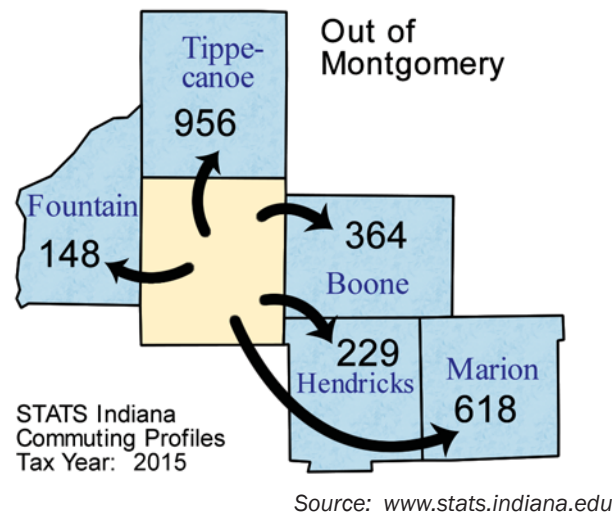 Out of
Montgomery
Tippe-
canoe
956
Fountain
148
364
Boone
229
Hendricks
Marion
618
STATS Indiana
Commuting Profiles
Tax Year: 2015
Source: www.stats.indiana.edu